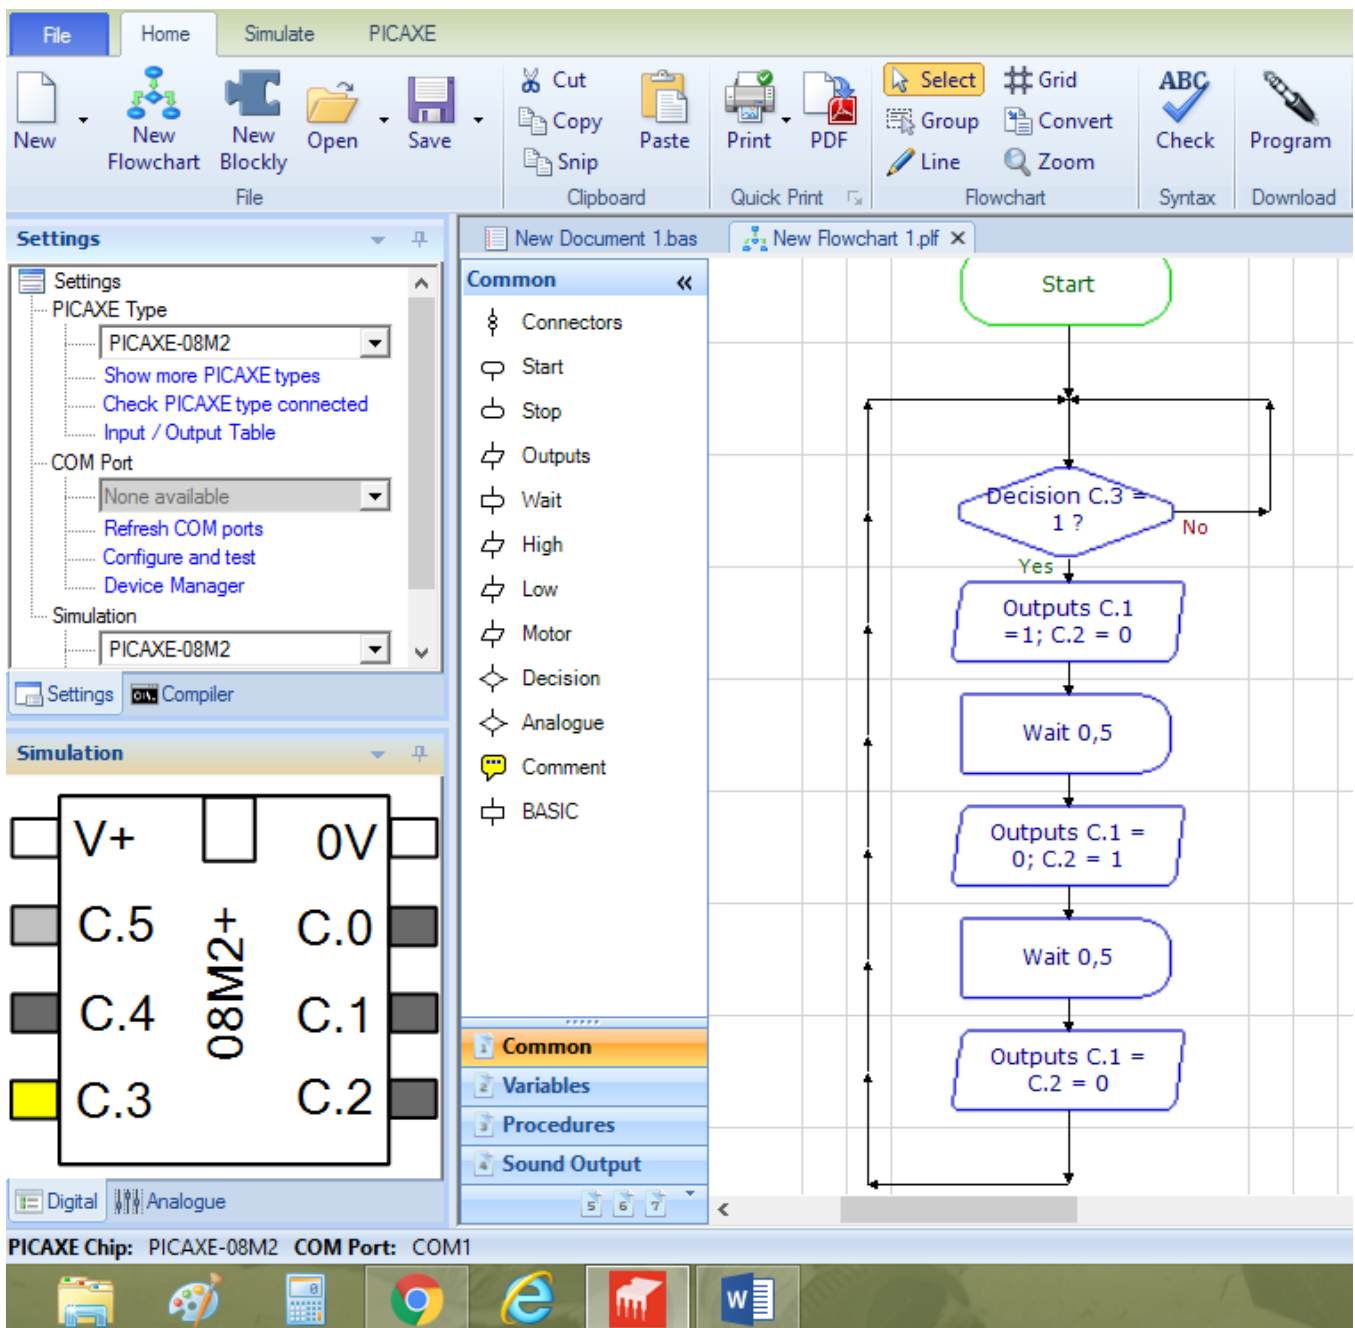 File
Home
Simulate
PICAXE
New
New
Flowchart
New
Blockly
Open
Save
File
Cut
Copy
Snip
Paste
Clipboard
Print
PDF
Quick Print
Select
Group
Line
Grid
Convert
Zoom
Flowchart
ABC
Check
Syntax
Program
Download
Settings
Settings
PICAXE Type
PICAXE-08M2
Show more PICAXE types
Check PICAXE type connected
Input / Output Table
COM Port
None available
Refresh COM ports
Configure and test
Device Manager
Simulation
PICAXE-08M2
Settings
Compiler
Simulation
V+
0V
C.5
C.0
C.4
C.1
C.3
C.2
08M2+
Digital
Analogue
New Document 1.bas
New Flowchart 1.plf
Common
Connectors
Start
Stop
Outputs
Wait
High
Low
Motor
Decision
Analogue
Comment
BASIC
1 Common
2 Variables
3 Procedures
4 Sound Output
5 6 7
Start
Decision C.3 =
1 ?
No
Yes
Outputs C.1
=1; C.2 = 0
Wait 0,5
Outputs C.1 =
0; C.2 = 1
Wait 0,5
Outputs C.1 =
C.2 = 0
PICAXE Chip: PICAXE-08M2 COM Port: COM1